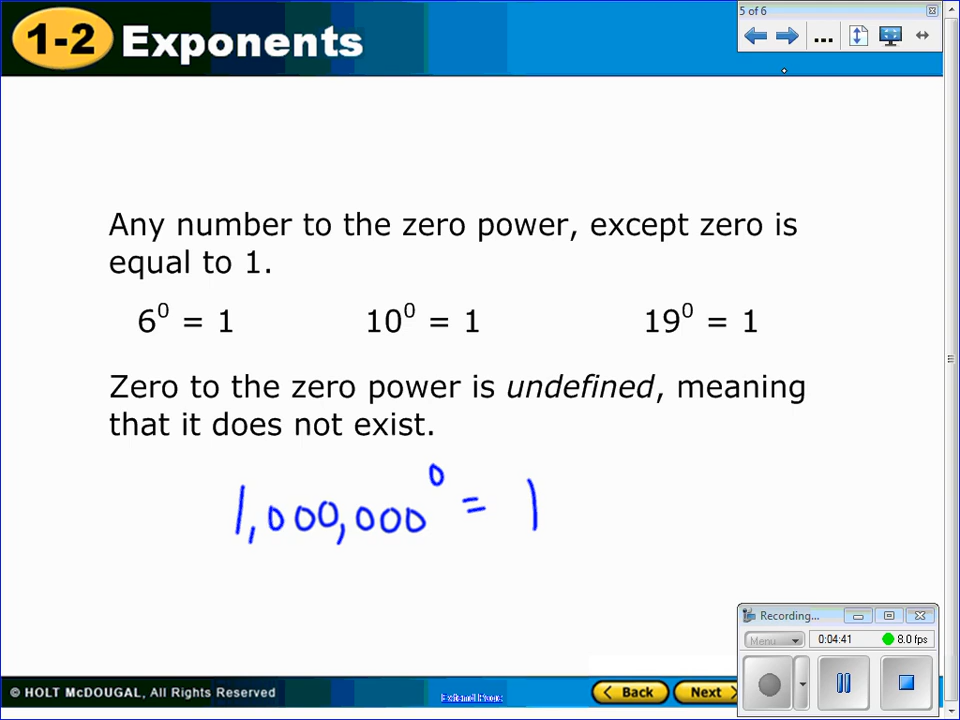 1-2 Exponents
5 of 6
...
Any number to the zero power, except zero is
equal to 1.
6⁰ = 1 10⁰ = 1 19⁰ = 1
Zero to the zero power is undefined, meaning
that it does not exist.
1,000,000⁰ = 1
Recording...
Menu 0:04:41 8.0 fps
© HOLT McDOUGAL, All Rights Reserved
Back Next